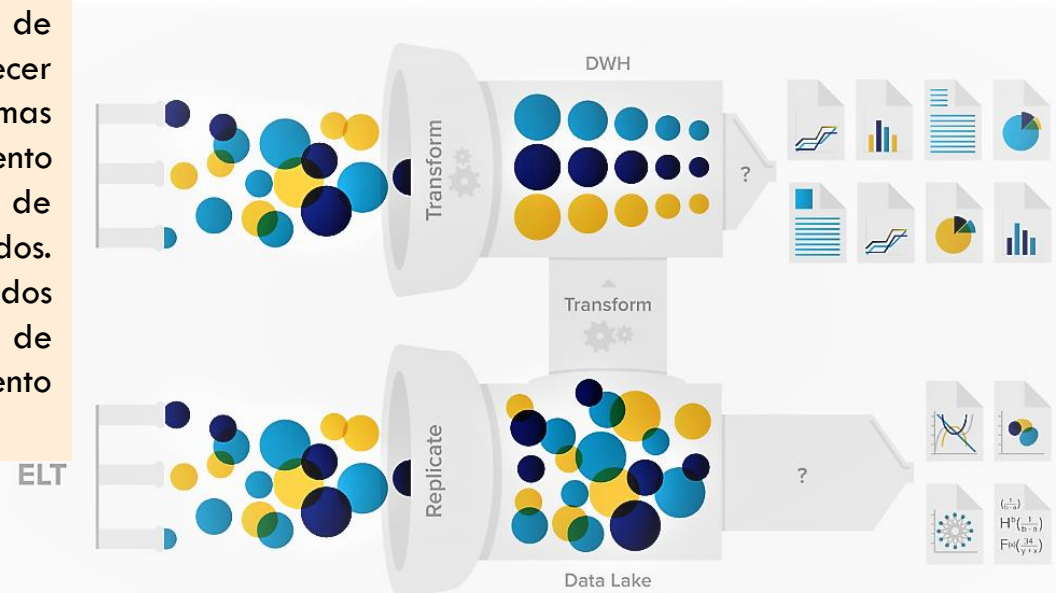 de
ecer
mas
ento
de
dos.
dos
de
ento
DWH
Transform
?
Transform
ELT
Replicate
?
Data Lake